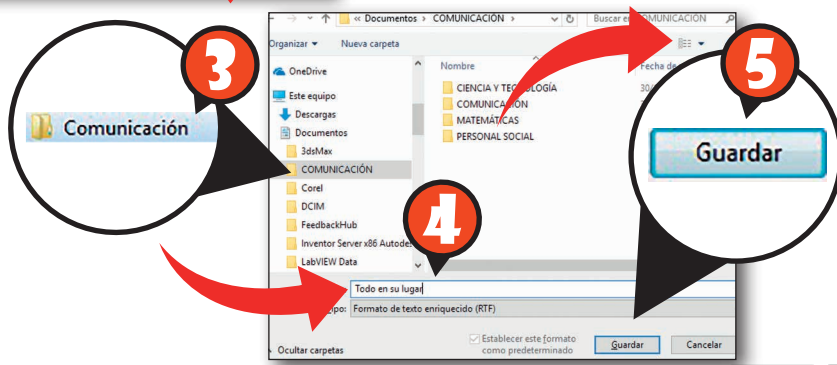 « Documentos › COMUNICACIÓN ›
Buscar en COMUNICACIÓN
Organizar
Nueva carpeta
3
5
OneDrive
Este equipo
Descargas
Documentos
3dsMax
COMUNICACIÓN
Corel
DCIM
FeedbackHub
Inventor Server x86
LabVIEW Data
Nombre
Fecha de
CIENCIA Y TECNOLOGÍA
COMUNICACIÓN
MATEMÁTICAS
PERSONAL SOCIAL
Comunicación
Guardar
4
Todo en su lugar
Formato de texto enriquecido (RTF)
Establecer este formato
como predeterminado
Guardar
Cancelar
Ocultar carpetas